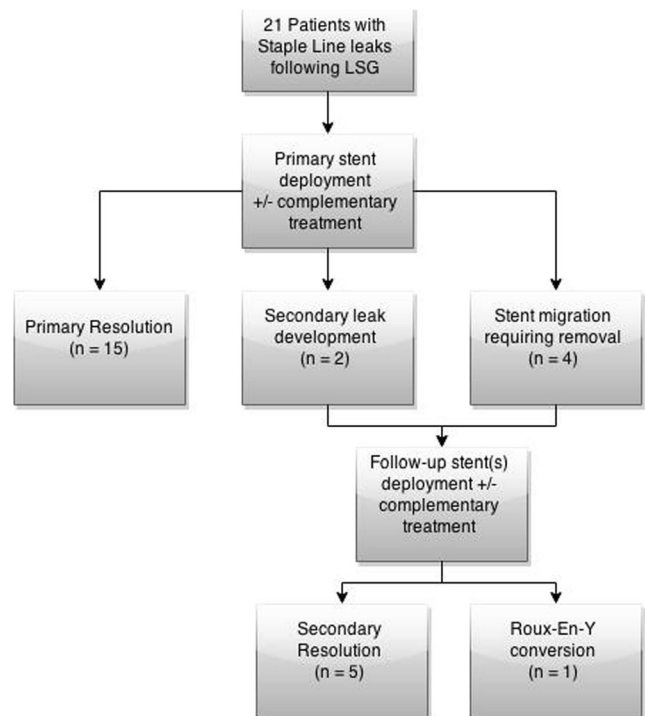 21 Patients with
Staple Line leaks
following LSG
Primary stent
deployment
+/- complementary
treatment
Primary Resolution
(n = 15)
Secondary leak
development
(n = 2)
Stent migration
requiring removal
(n = 4)
Follow-up stent(s)
deployment +/-
complementary
treatment
Secondary
Resolution
(n = 5)
Roux-En-Y
conversion
(n = 1)